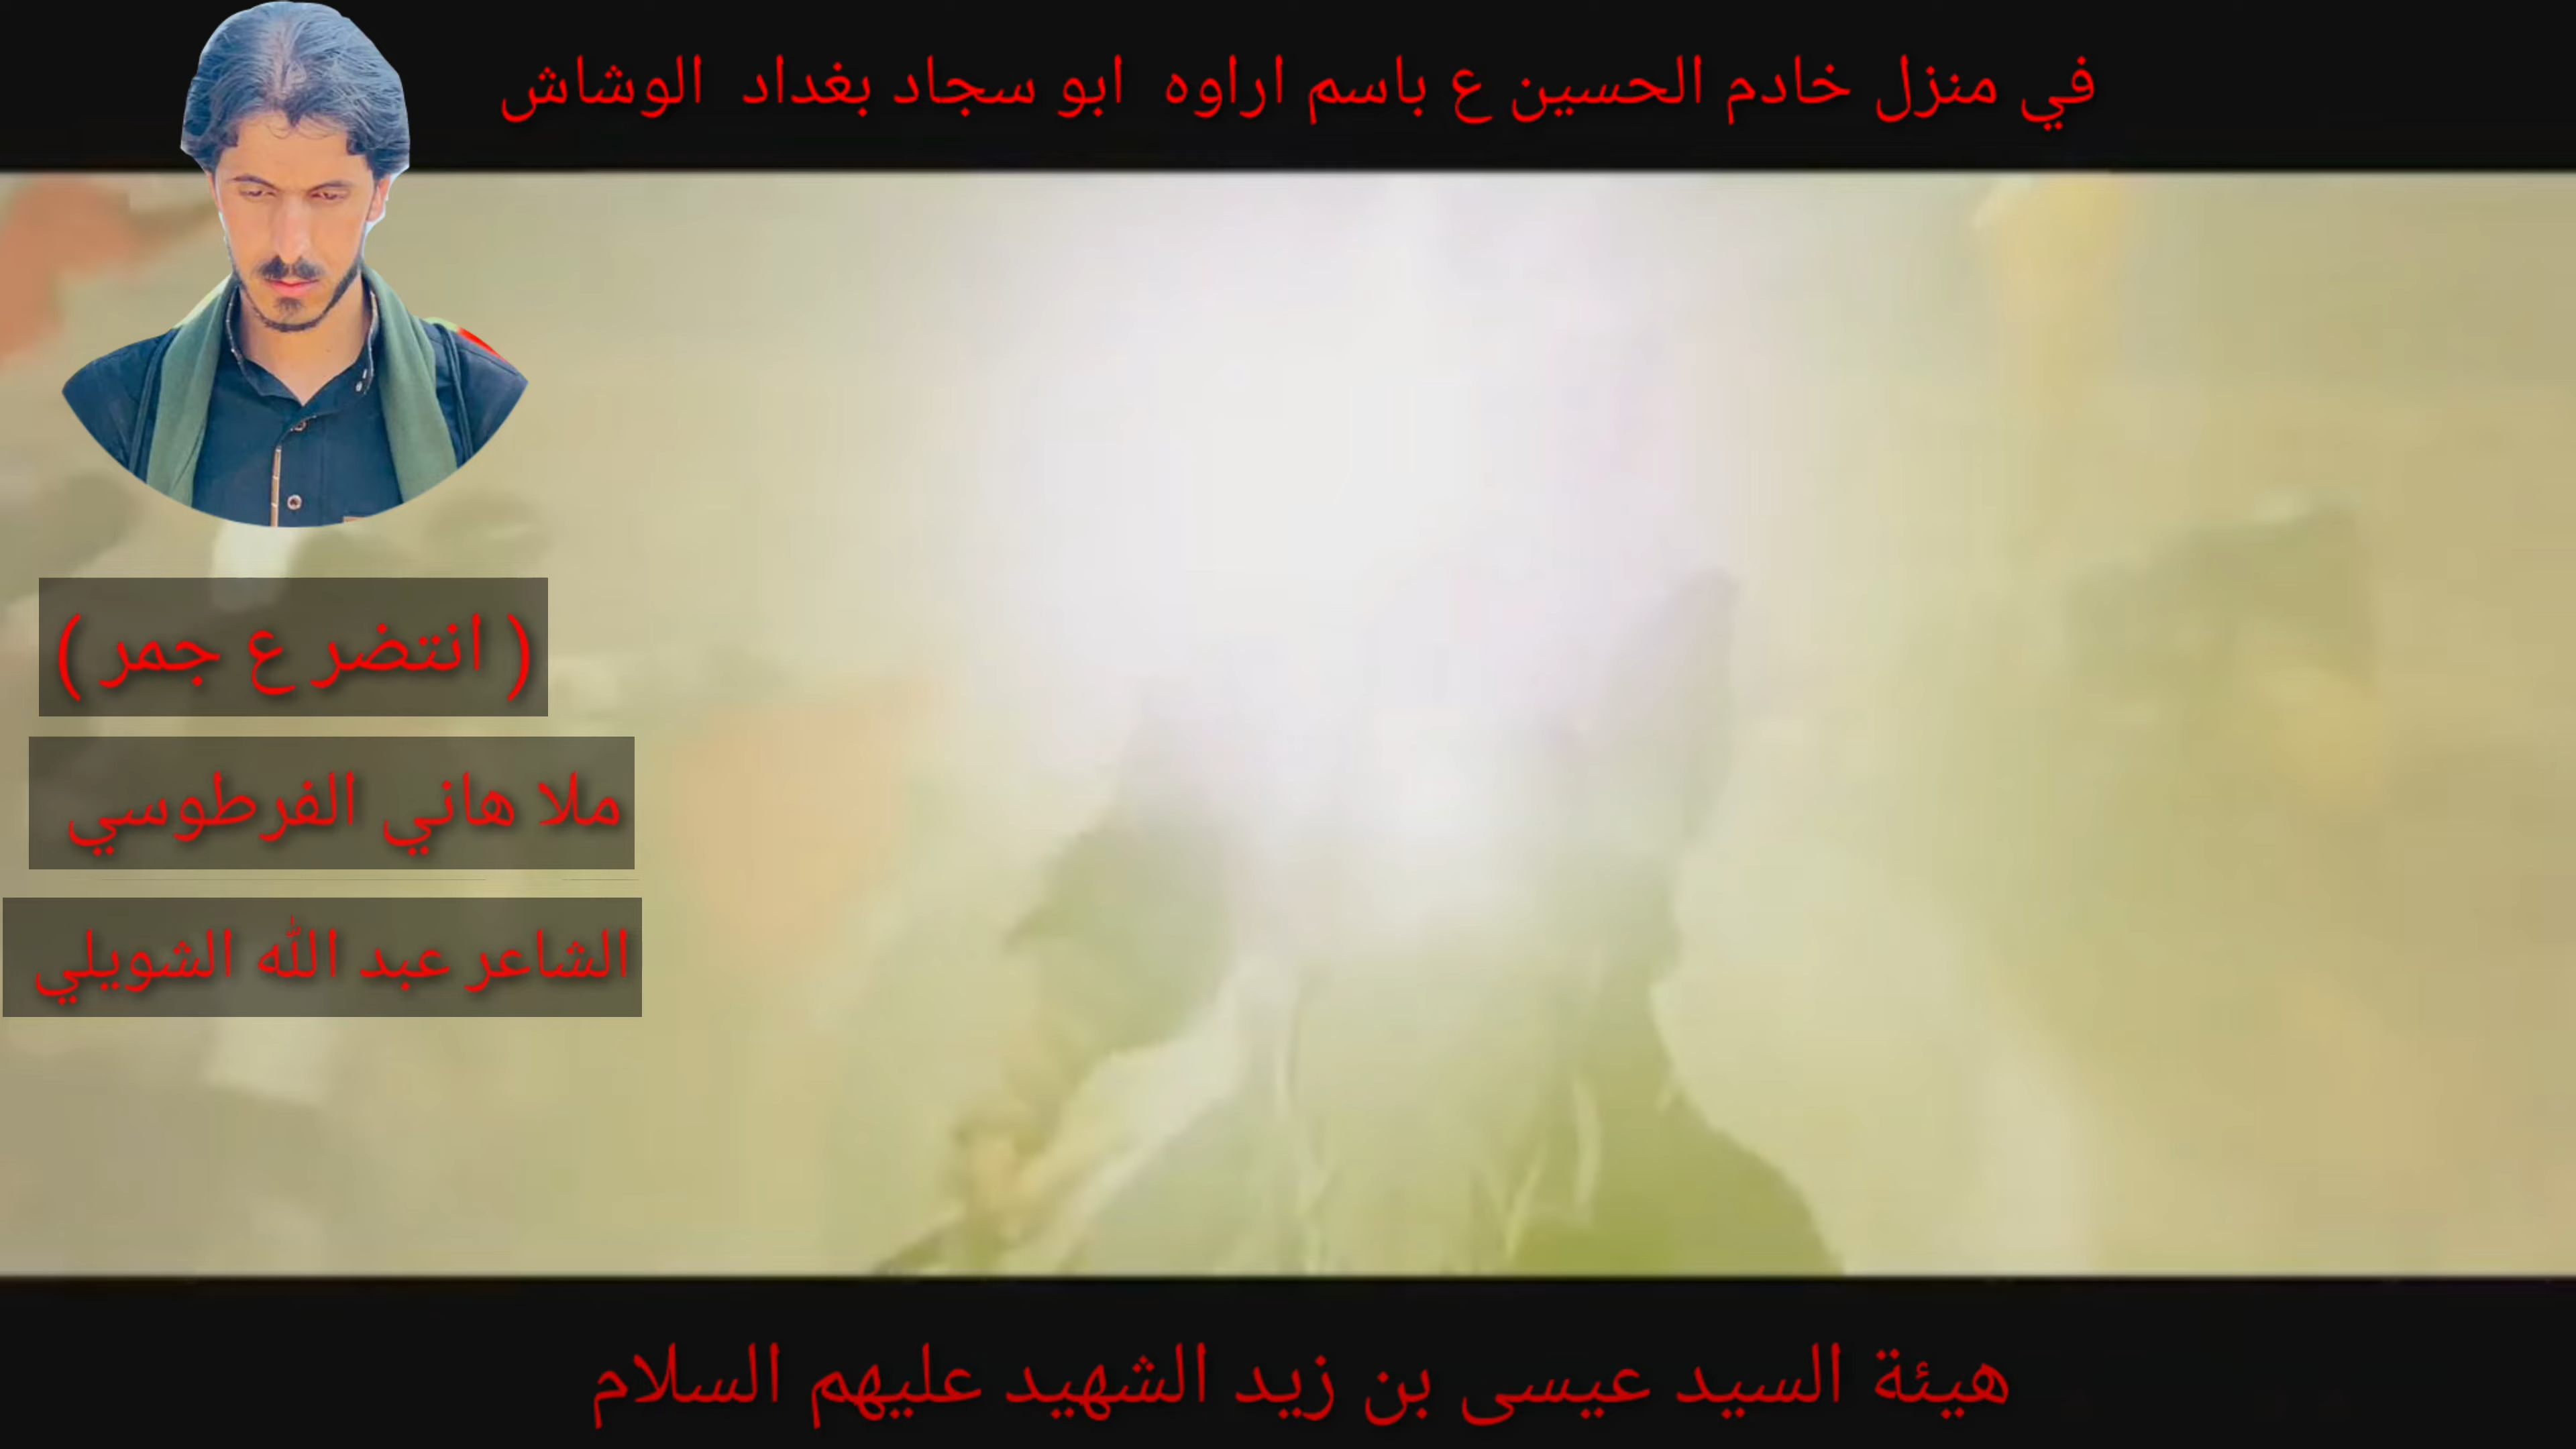 في منزل خادم الحسين ع باسم اراوه ابو سجاد بغداد الوشاش
( انتضر ع جمر )
ملا هاني الفرطوسي
الشاعر عبد الله الشويلي
هيئة السيد عيسى بن زيد الشهيد عليهم السلام